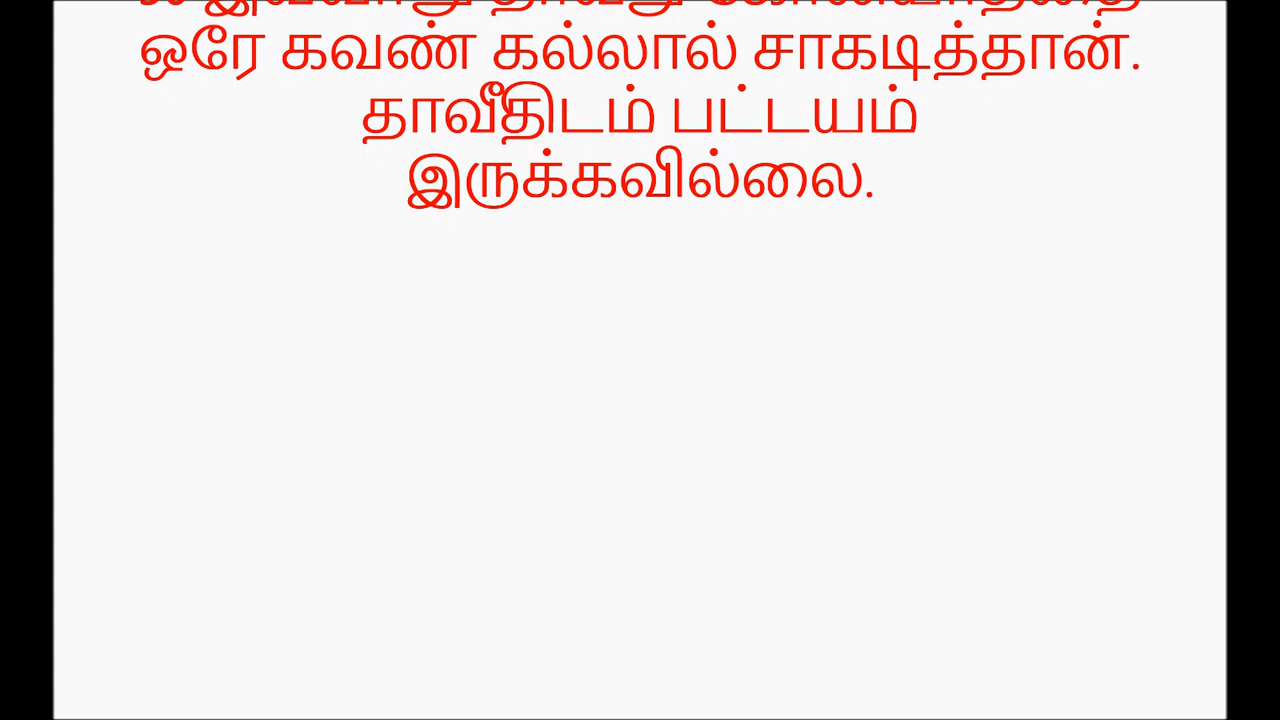 ஒரே கவண் கல்லால் சாகடித்தான்.
தாவீதிடம் பட்டயம்
இருக்கவில்லை.